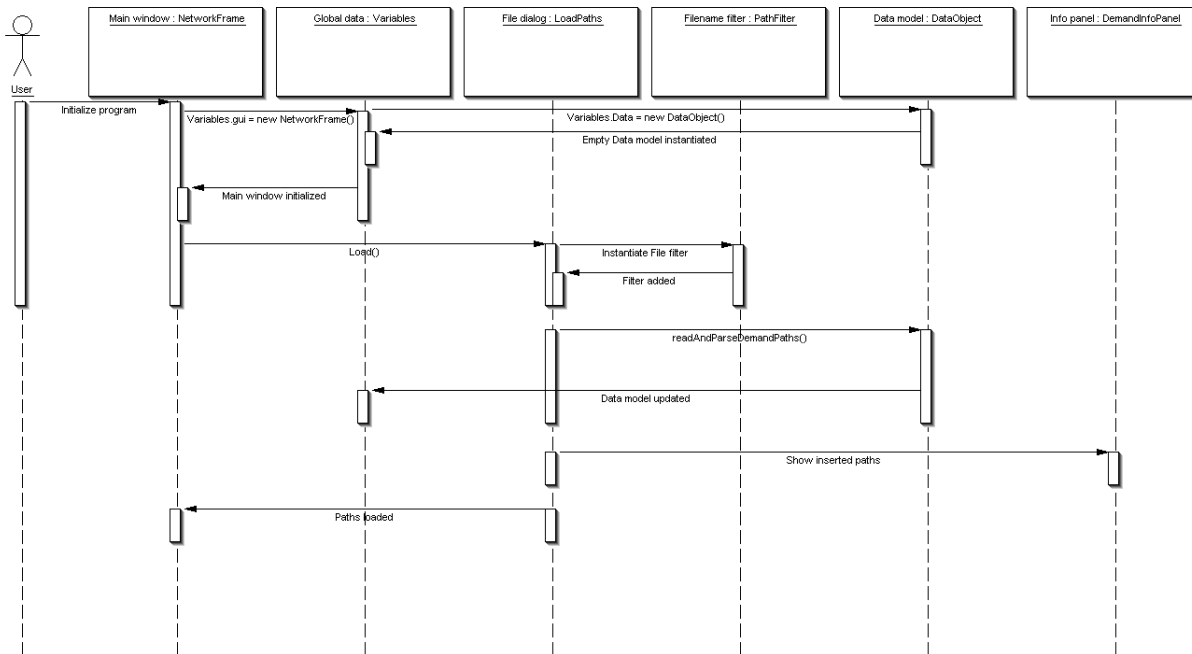 Main window : NetworkFrame
Global data : Variables
File dialog : LoadPaths
Filename filter : PathFilter
Data model : DataObject
Info panel : DemandInfoPanel
User
Initialize program
Variables.gui = new NetworkFrame()
Variables.Data = new DataObject()
Empty Data model instantiated
Main window initialized
Load()
Instantiate File filter
Filter added
readAndParseDemandPaths()
Data model updated
Show inserted paths
Paths loaded